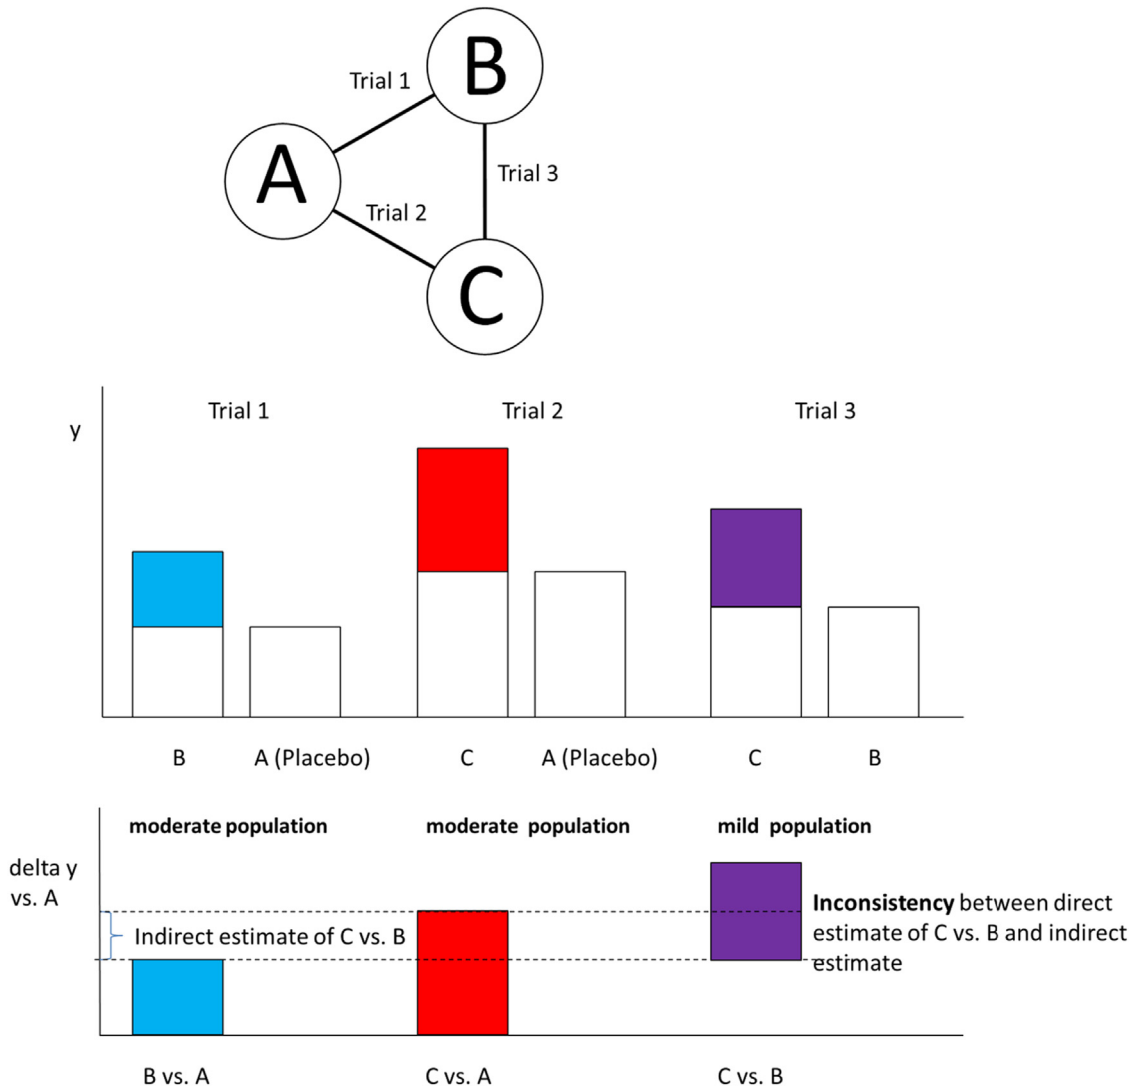 B
Trial 1
A
Trial 3
Trial 2
C
Trial 1
Trial 2
Trial 3
y
B
A (Placebo)
C
A (Placebo)
C
B
moderate population
moderate population
mild population
delta y
vs. A
Inconsistency between direct
estimate of C vs. B and indirect
estimate
Indirect estimate of C vs. B
B vs. A
C vs. A
C vs. B